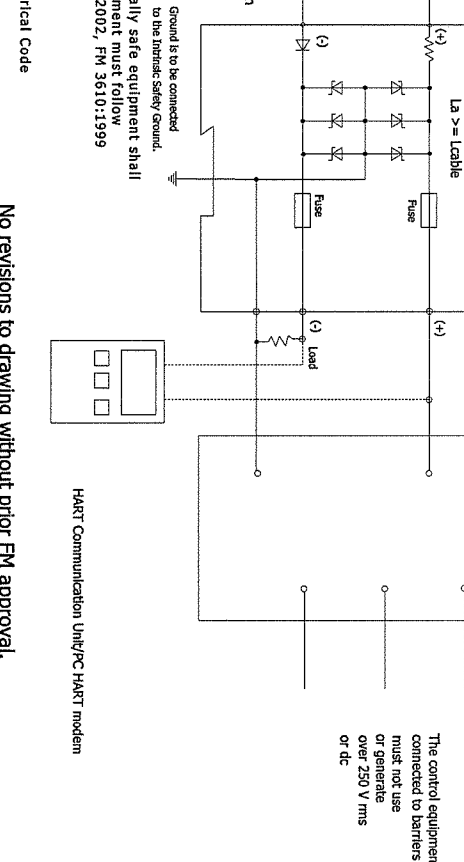 La >= Lcable
(+)
(-)
Fuse
Fuse
(+)
(-)
Load
Ground is to be connected
to the Intrinsic Safety Ground.
ally safe equipment shall
ment must follow
2002, FM 3610:1999
rical Code
HART Communication Unit/PC HART modem
The control equipmen
connected to barriers
must not use
or generate
over 250 V rms
or dc
No revisions to drawing without prior FM approval.